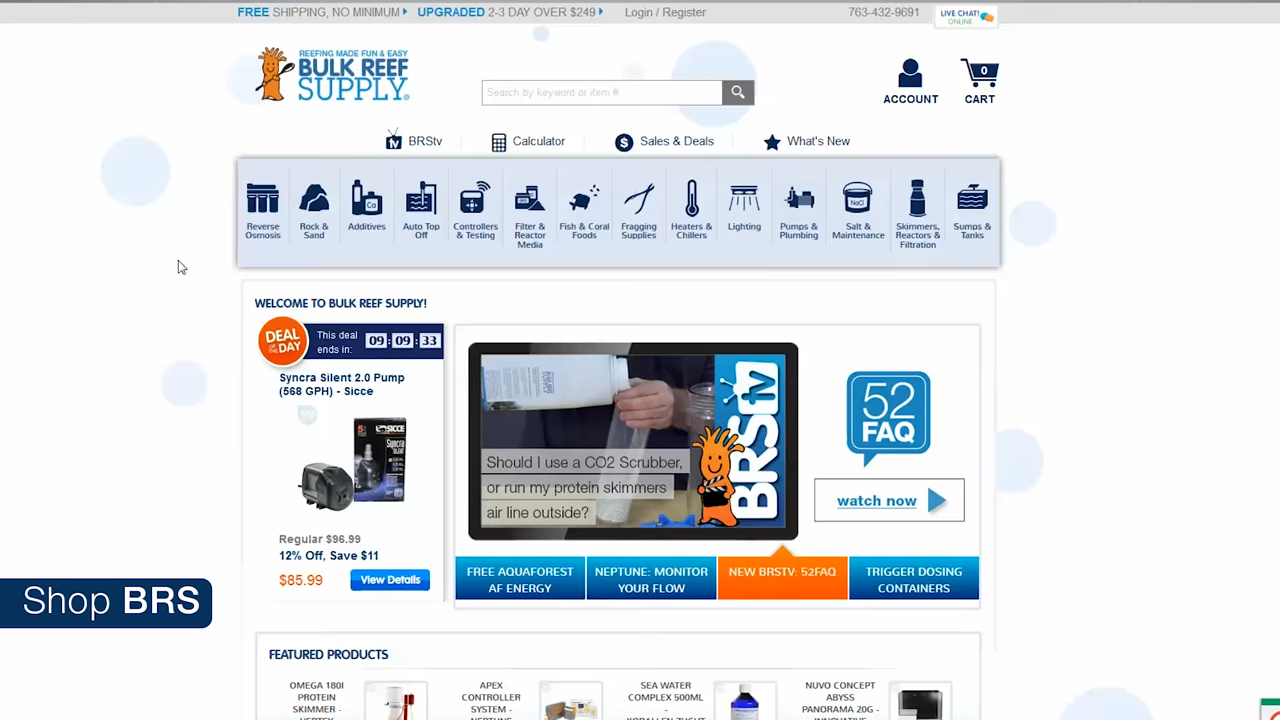 FREE SHIPPING, NO MINIMUM
UPGRADED 2-3 DAY OVER $249
Login / Register
763-432-9691
LIVE CHAT!
ONLINE
REEFING MADE FUN & EASY
BULK REEF
SUPPLY®
Search by keyword or item #
0
ACCOUNT
CART
tv
BRStv
Calculator
Sales & Deals
What's New
Ca
NaCl
Reverse
Osmosis
Rock &
Sand
Additives
Auto Top
Off
Controllers
& Testing
Filter &
Reactor
Media
Fish & Coral
Foods
Fragging
Supplies
Heaters &
Chillers
Lighting
Pumps &
Plumbing
Salt &
Maintenance
Skimmers,
Reactors &
Filtration
Sumps &
Tanks
WELCOME TO BULK REEF SUPPLY!
DEAL
OF THE
DAY
This deal
ends in:
09:09:33
Syncra Silent 2.0 Pump
(568 GPH) - Sicce
SICCE
Syncra
SILENT
Regular $96.99
12% Off, Save $11
$85.99
View Details
Should I use a CO2 Scrubber,
or run my protein skimmers
air line outside?
BRStv
52
FAQ
watch now
FREE AQUAFOREST
AF ENERGY
NEPTUNE: MONITOR
YOUR FLOW
NEW BRSTV: 52FAQ
TRIGGER DOSING
CONTAINERS
Shop BRS
FEATURED PRODUCTS
OMEGA 180I
PROTEIN
SKIMMER -
APEX
CONTROLLER
SYSTEM -
SEA WATER
COMPLEX 500ML
-
NUVO CONCEPT
ABYSS
PANORAMA 20G -